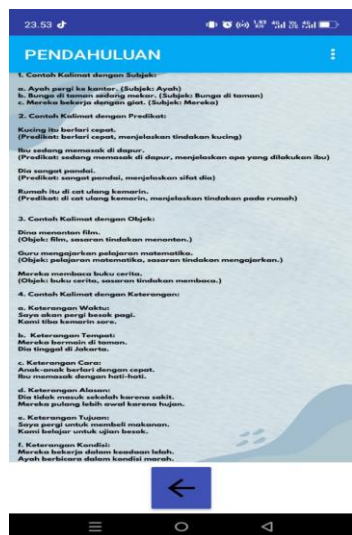 23.53
PENDAHULUAN
1. Contoh Kalimat dengan Subjek:
a. Ayah pergi ke kantor. (Subjek: Ayah)
b. Bunga di taman sedang mekar. (Subjek: Bunga di taman)
c. Mereka bekerja dengan giat. (Subjek: Mereka)
2. Contoh Kalimat dengan Predikat:
Kucing itu berlari cepat.
(Predikat: berlari cepat, menjelaskan tindakan kucing)
Ibu sedang memasak di dapur.
(Predikat: sedang memasak di dapur, menjelaskan apa yang dilakukan ibu)
Dia sangat pandai.
(Predikat: sangat pandai, menjelaskan sifat dia)
Rumah itu di cat ulang kemarin.
(Predikat: di cat ulang kemarin, menjelaskan tindakan pada rumah)
3. Contoh Kalimat dengan Objek:
Dina menonton film.
(Objek: film, sasaran tindakan menonton.)
Guru mengajarkan pelajaran matematika.
(Objek: pelajaran matematika, sasaran tindakan mengajarkan.)
Mereka membaca buku cerita.
(Objek: buku cerita, sasaran tindakan membaca.)
4. Contoh Kalimat dengan Keterangan:
a. Keterangan Waktu:
Saya akan pergi besok pagi.
Kami tiba kemarin sore.
b. Keterangan Tempat:
Mereka bermain di taman.
Dia tinggal di Jakarta.
c. Keterangan Cara:
Anak-anak berlari dengan cepat.
Ibu memasak dengan hati-hati.
d. Keterangan Alasan:
Dia tidak masuk sekolah karena sakit.
Mereka pulang lebih awal karena hujan.
e. Keterangan Tujuan:
Saya pergi untuk membeli makanan.
Kami belajar untuk ujian besok.
f. Keterangan Kondisi:
Mereka bekerja dalam keadaan lelah.
Ayah berbicara dalam kondisi marah.